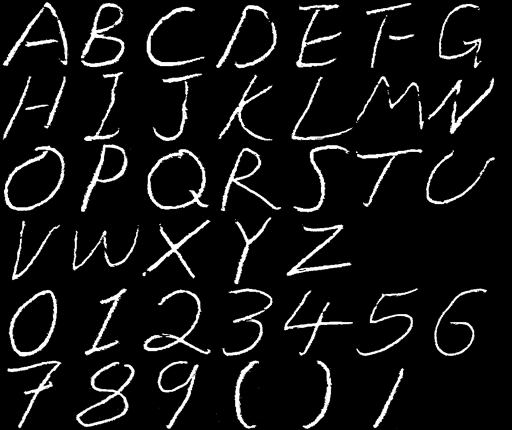 A B C D E F G
H I J K L M N
O P Q R S T U
V W X Y Z
0 1 2 3 4 5 6
7 8 9 ( ) /